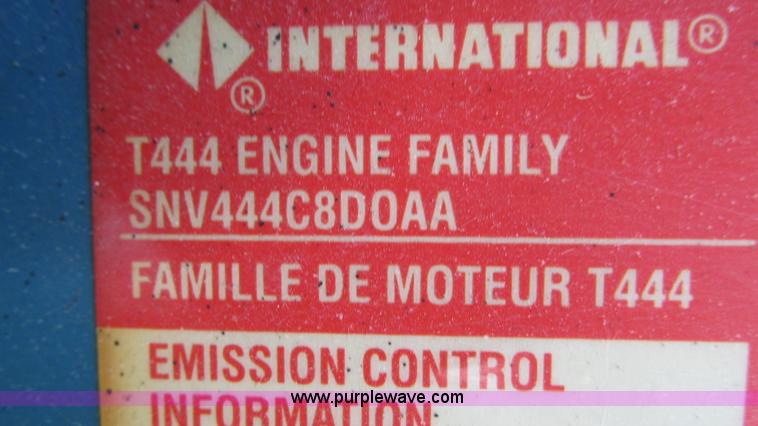 INTERNATIONAL®
®
T444 ENGINE FAMILY
SNV444C8DOAA
FAMILLE DE MOTEUR T444
EMISSION CONTROL
INFORMATION
www.purplewave.com